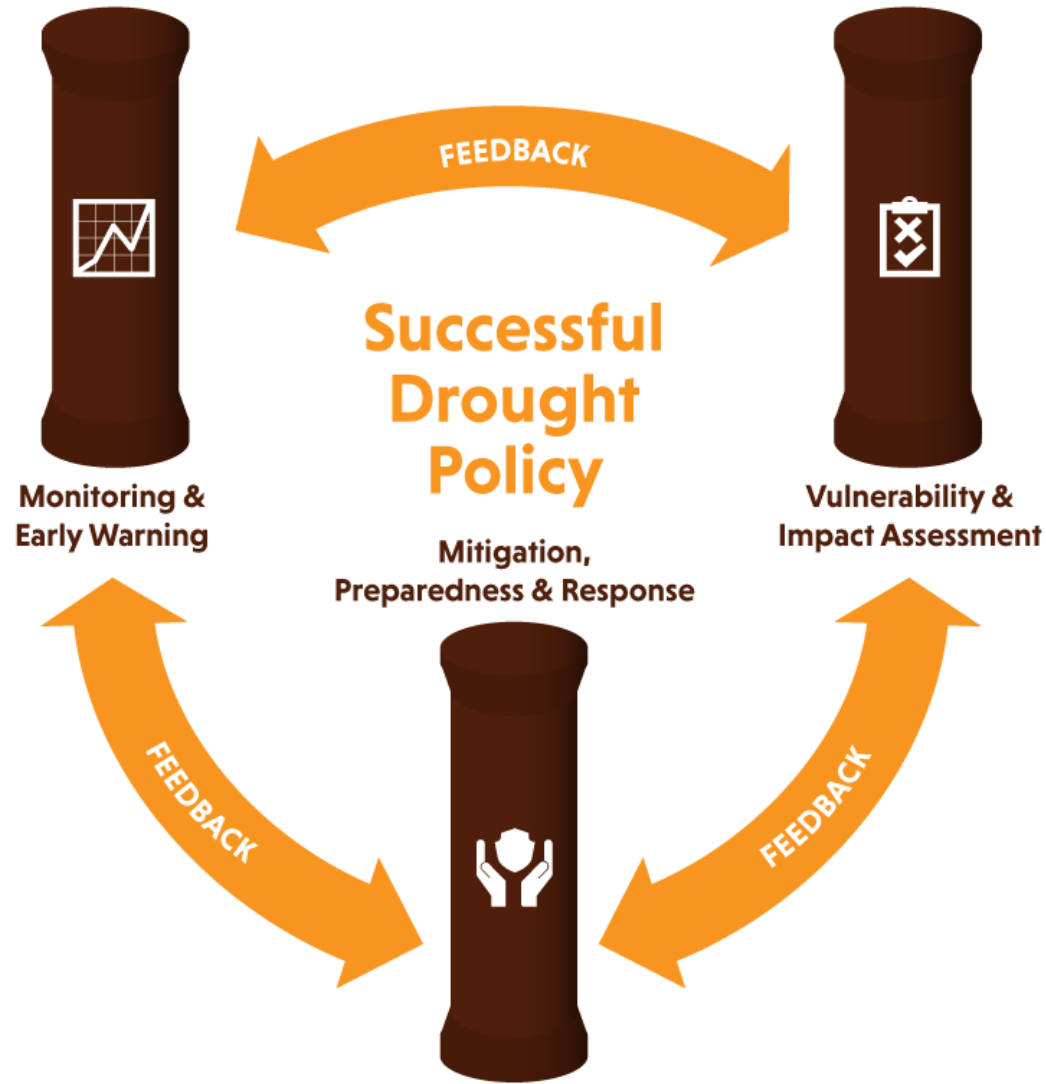 FEEDBACK
Successful
Drought
Policy
Monitoring &
Early Warning
Vulnerability &
Impact Assessment
Mitigation,
Preparedness & Response
FEEDBACK
FEEDBACK